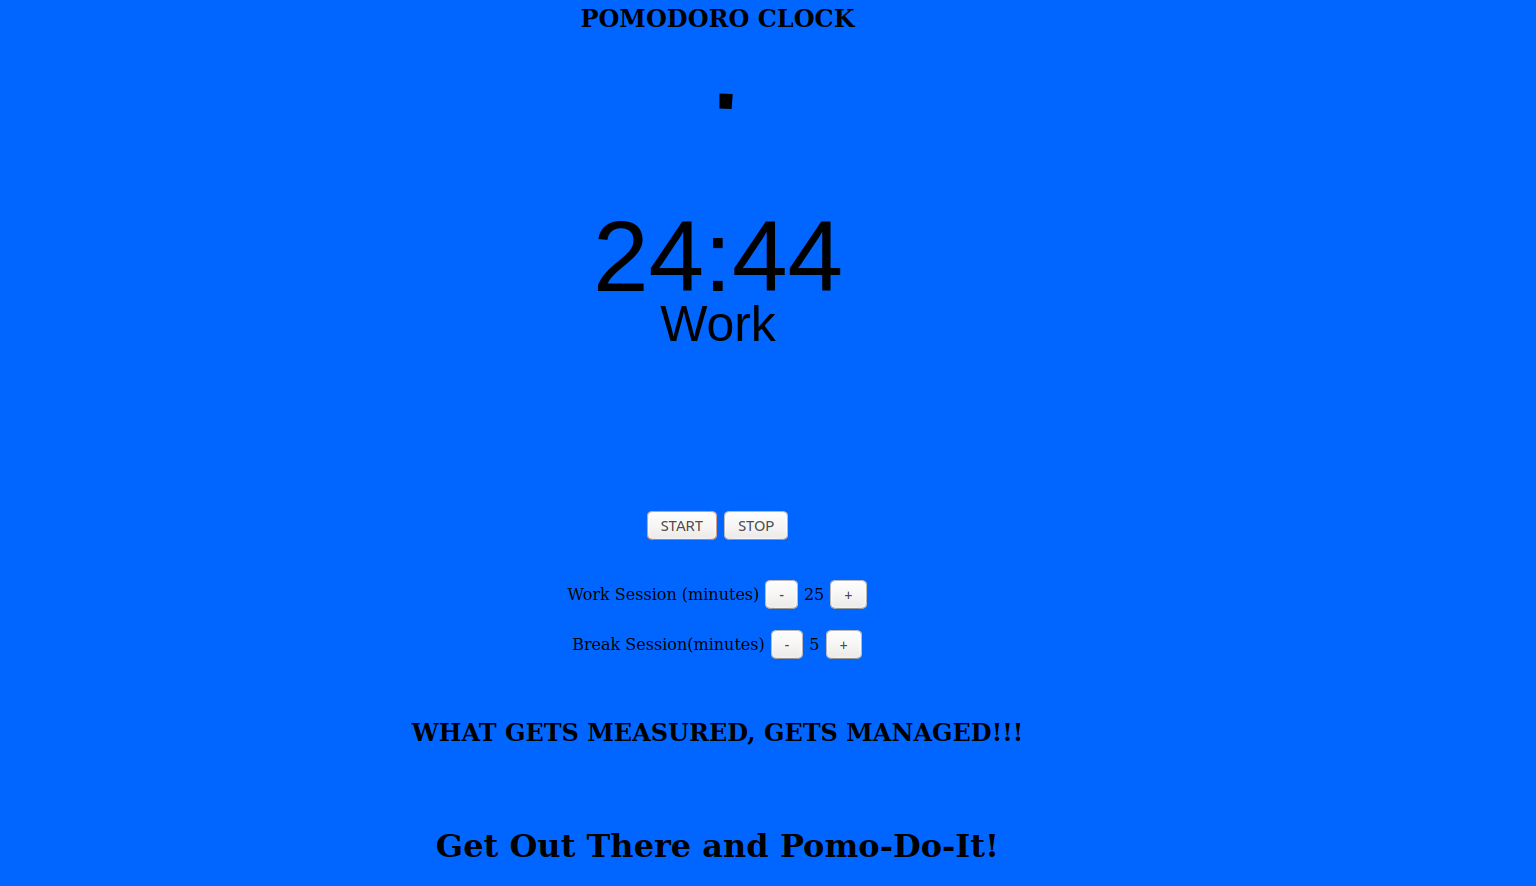 POMODORO CLOCK
24:44
Work
START STOP
Work Session (minutes) - 25 +
Break Session(minutes) - 5 +
WHAT GETS MEASURED, GETS MANAGED!!!
Get Out There and Pomo-Do-It!